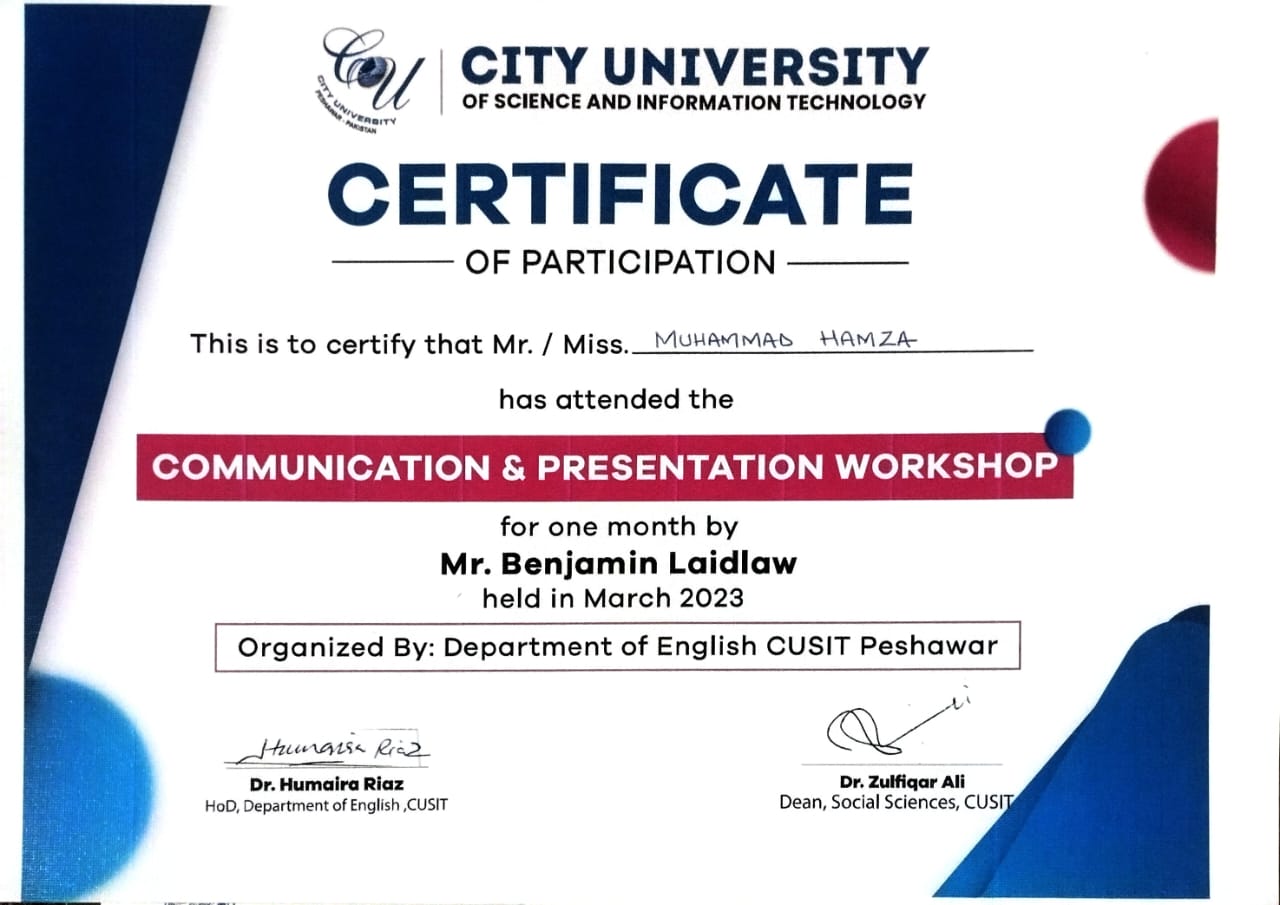 CU
CITY UNIVERSITY
PESHAWAR - PAKISTAN
CITY UNIVERSITY
OF SCIENCE AND INFORMATION TECHNOLOGY
CERTIFICATE
OF PARTICIPATION
This is to certify that Mr. / Miss. MUHAMMAD HAMZA
has attended the
COMMUNICATION & PRESENTATION WORKSHOP
for one month by
Mr. Benjamin Laidlaw
held in March 2023
Organized By: Department of English CUSIT Peshawar
Humaira Riaz
Dr. Humaira Riaz
HoD, Department of English ,CUSIT
Dr. Zulfiqar Ali
Dean, Social Sciences, CUSIT